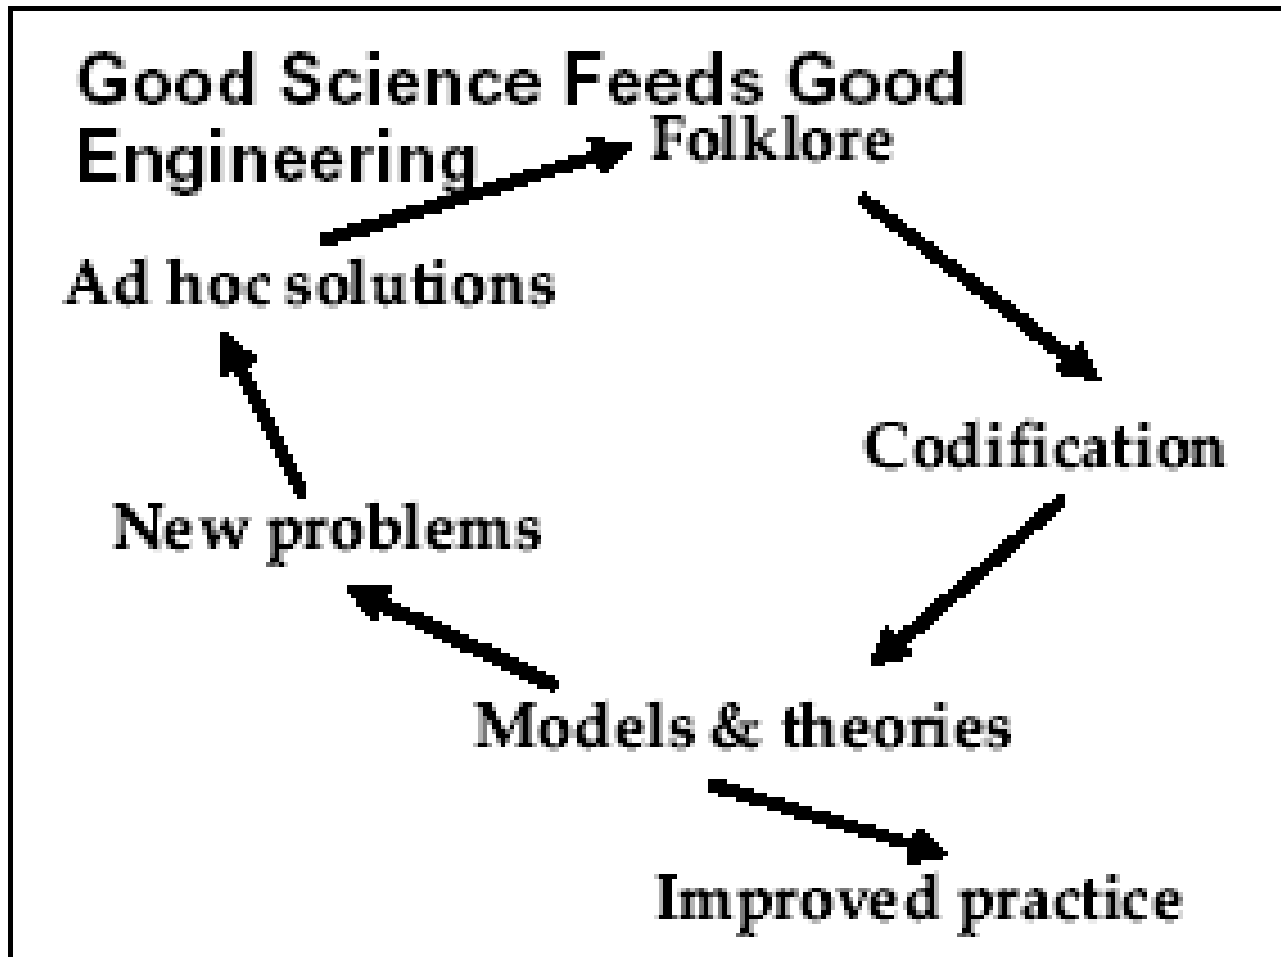 Good Science Feeds Good
Engineering
Folklore
Ad hoc solutions
Codification
New problems
Models & theories
Improved practice